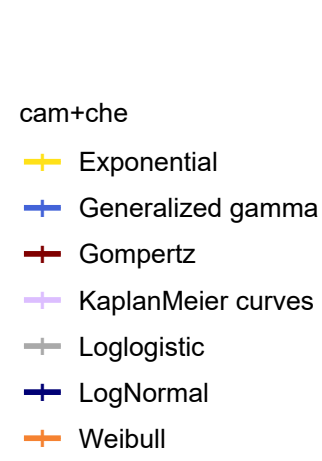 cam+che
Exponential
Generalized gamma
Gompertz
KaplanMeier curves
Loglogistic
LogNormal
Weibull